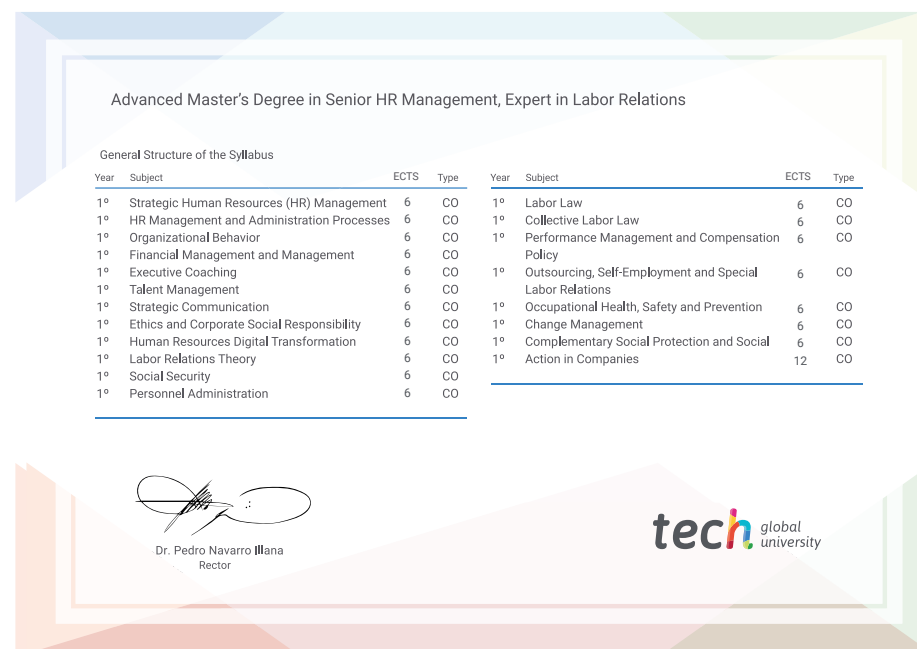 Advanced Master's Degree in Senior HR Management, Expert in Labor Relations
General Structure of the Syllabus
Year Subject ECTS Type
1º Strategic Human Resources (HR) Management 6 CO
1º HR Management and Administration Processes 6 CO
1º Organizational Behavior 6 CO
1º Financial Management and Management 6 CO
1º Executive Coaching 6 CO
1º Talent Management 6 CO
1º Strategic Communication 6 CO
1º Ethics and Corporate Social Responsibility 6 CO
1º Human Resources Digital Transformation 6 CO
1º Labor Relations Theory 6 CO
1º Social Security 6 CO
1º Personnel Administration 6 CO
Year Subject ECTS Type
1º Labor Law 6 CO
1º Collective Labor Law 6 CO
1º Performance Management and Compensation 6 CO
Policy
1º Outsourcing, Self-Employment and Special 6 CO
Labor Relations
1º Occupational Health, Safety and Prevention 6 CO
1º Change Management 6 CO
1º Complementary Social Protection and Social 6 CO
1º Action in Companies 12 CO
Dr. Pedro Navarro Illana
Rector
tech global
university